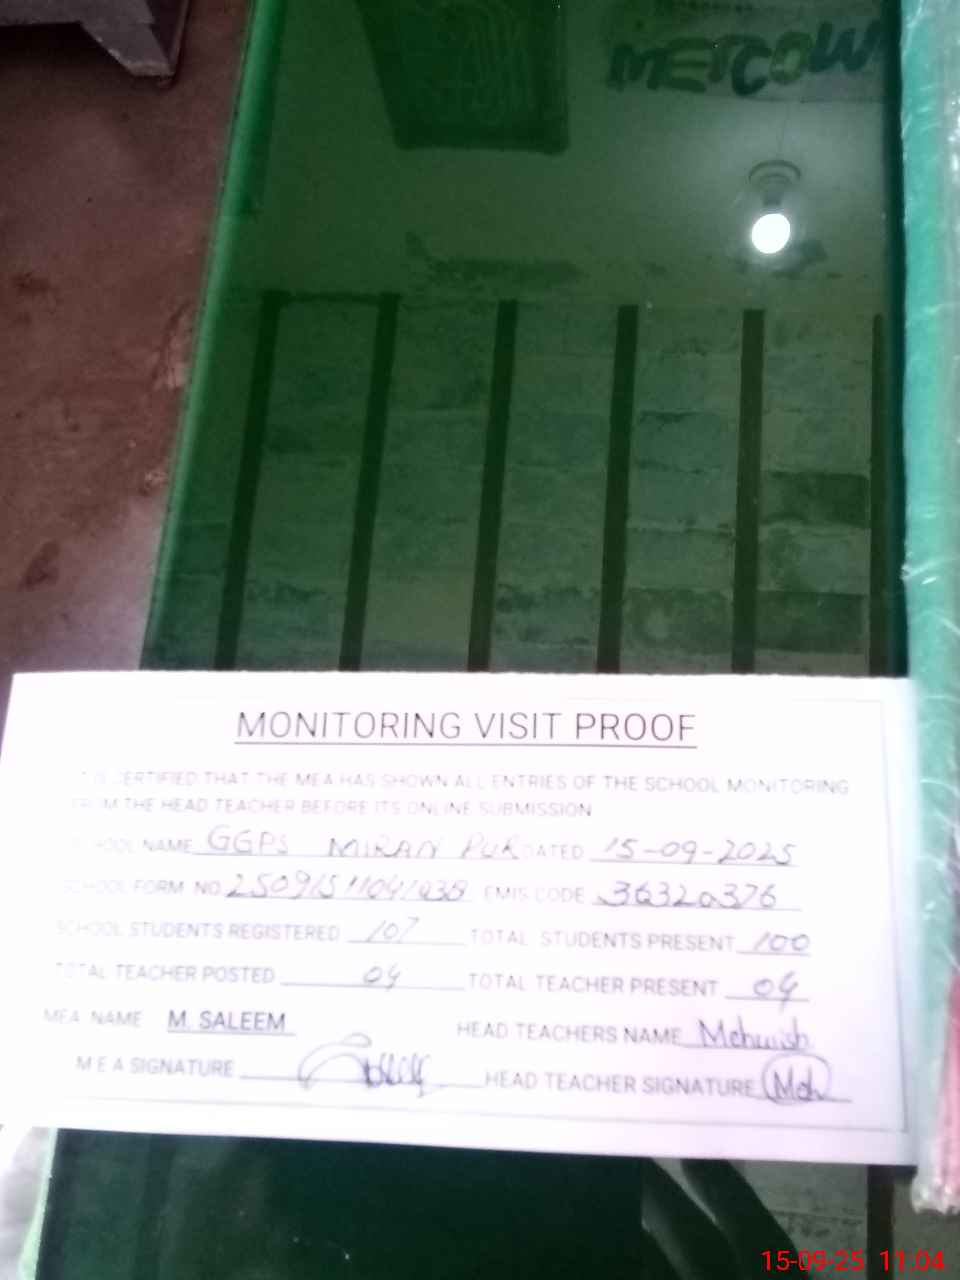 MONITORING VISIT PROOF
CERTIFIED THAT THE MEA HAS SHOWN ALL ENTRIES OF THE SCHOOL MONITORING
FROM THE HEAD TEACHER BEFORE ITS ONLINE SUBMISSION
SCHOOL NAME GGPS MIRAN PUR DATED 15-09-2025
SCHOOL FORM NO. EMIS CODE 36320376
SCHOOL STUDENTS REGISTERED 107 TOTAL STUDENTS PRESENT 100
TOTAL TEACHER POSTED 04 TOTAL TEACHER PRESENT 04
MEA NAME M. SALEEM HEAD TEACHERS NAME Mehwish
M E A SIGNATURE HEAD TEACHER SIGNATURE Meh
15-09-25 11:04